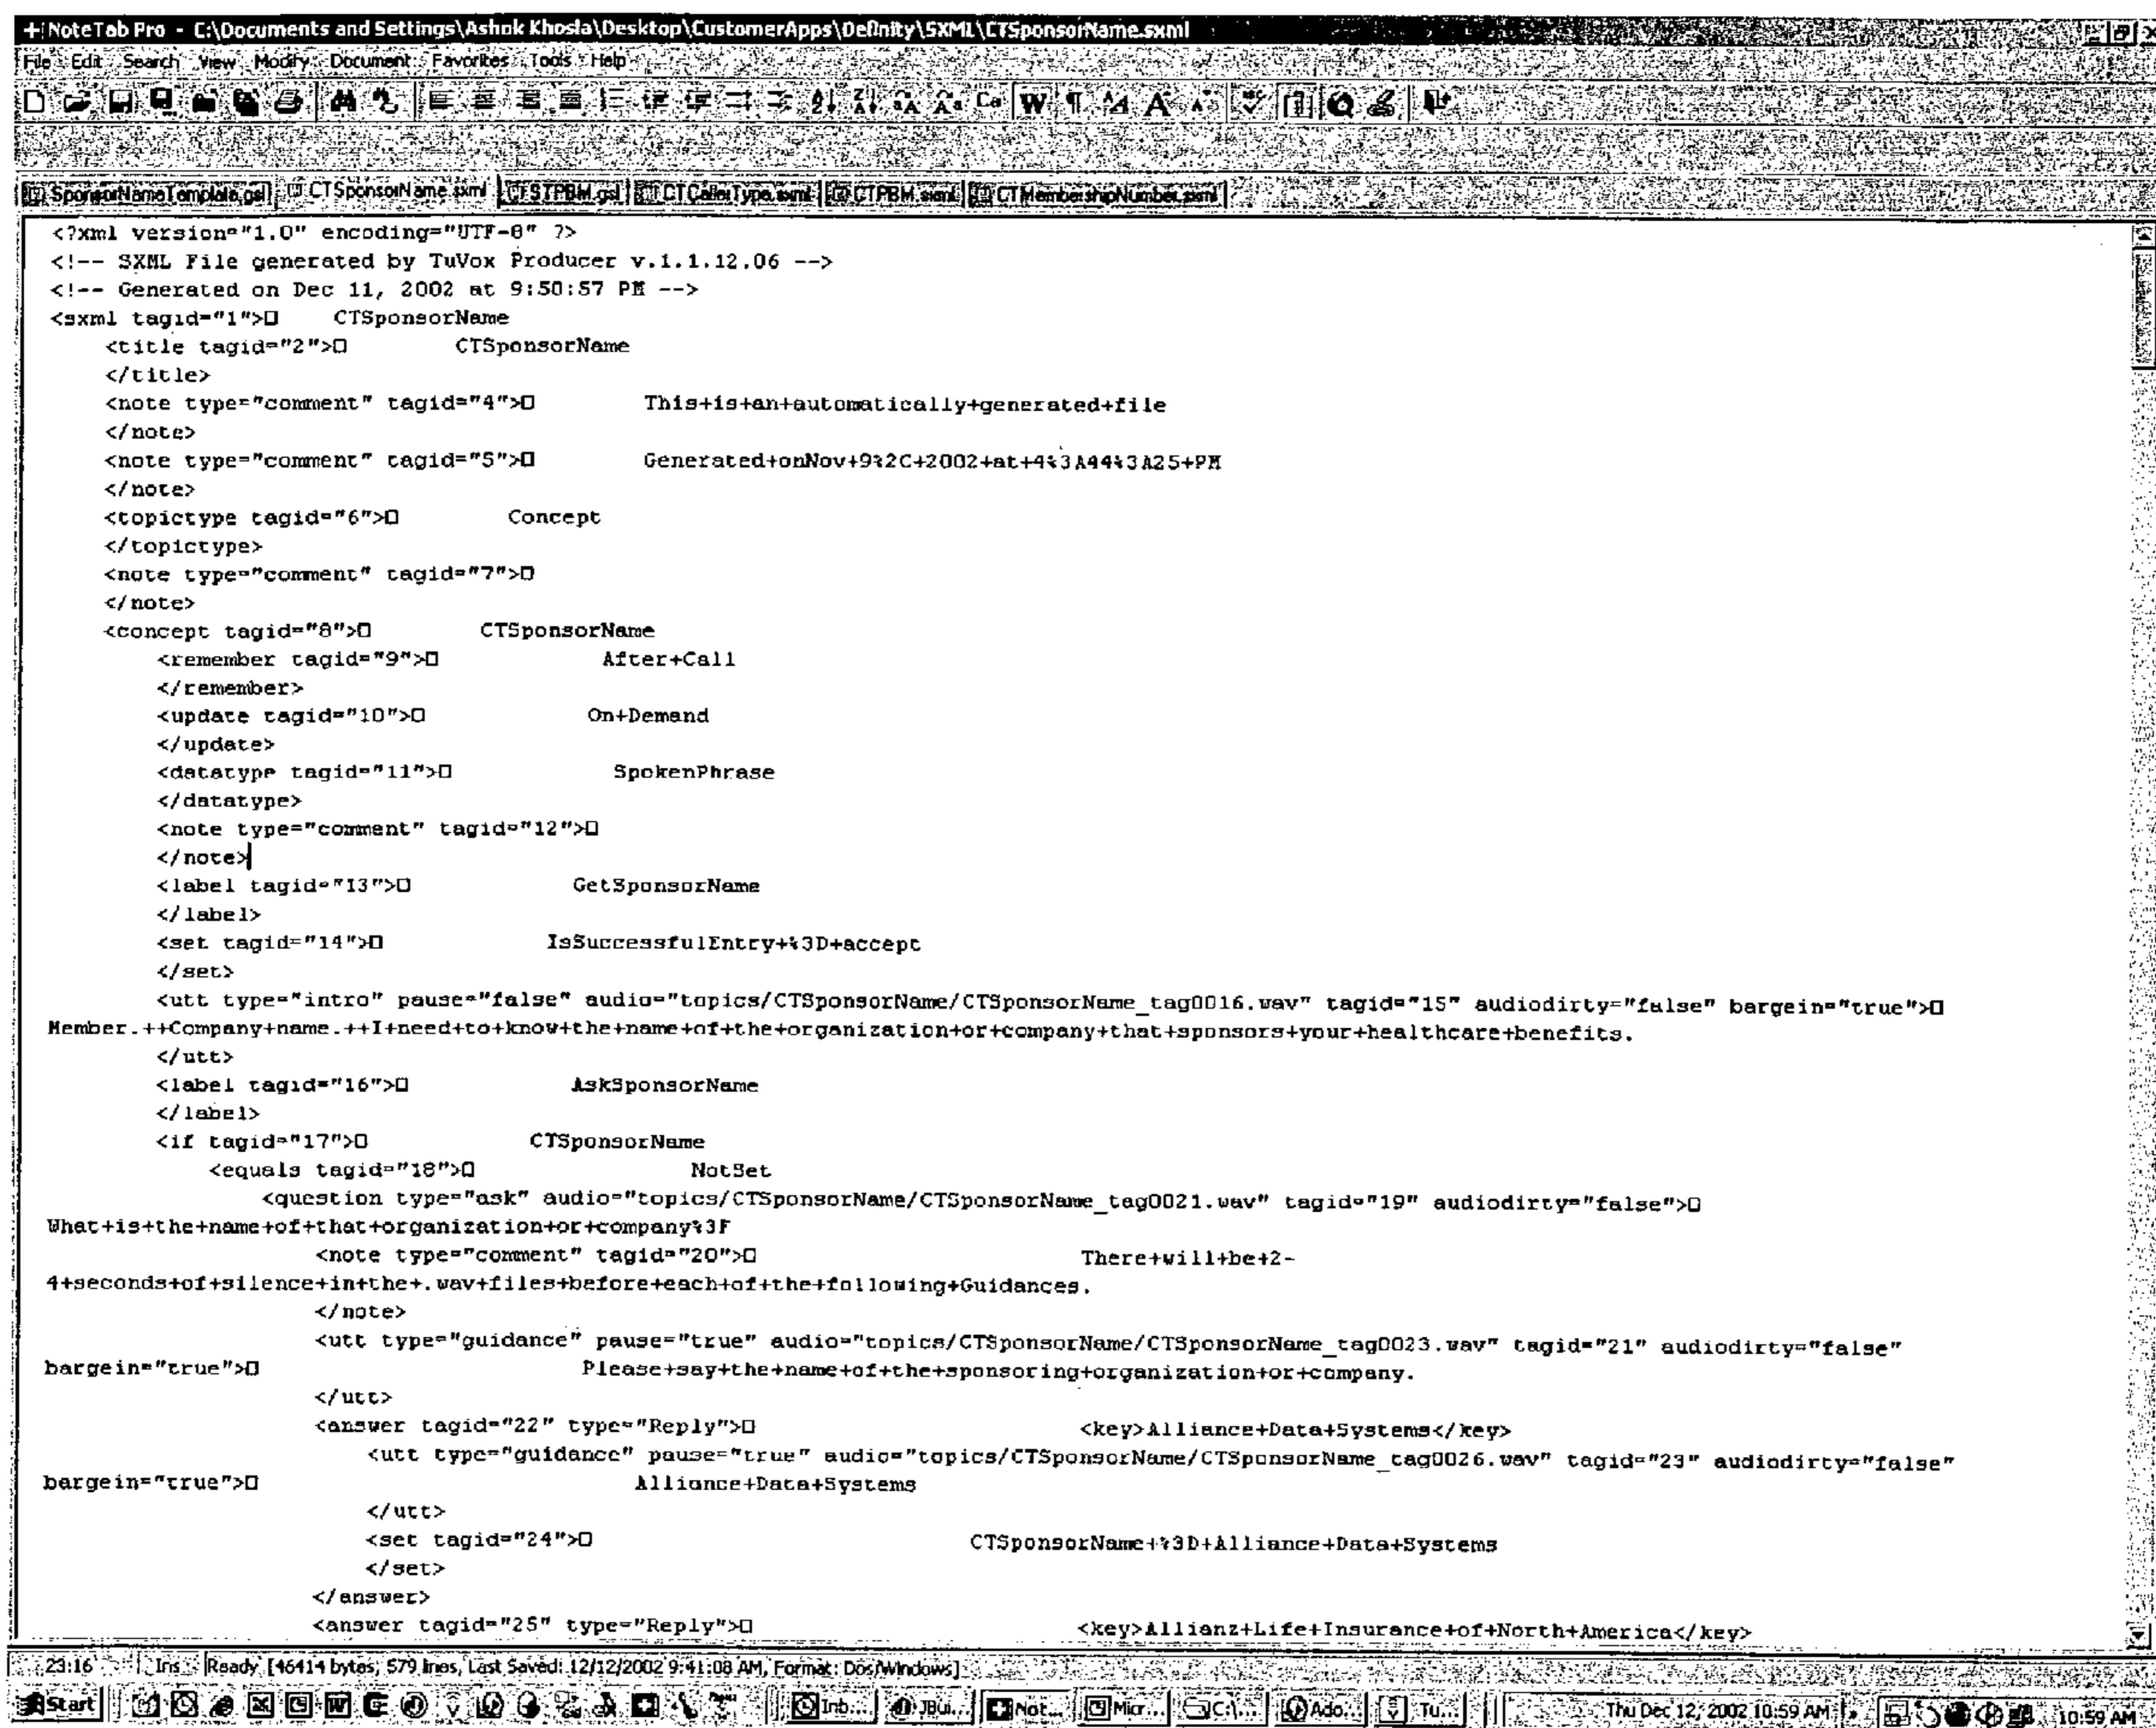 NoteTab Pro - C:\Documents and Settings\Ashok Khosla\Desktop\CustomerApps\Definity\SXML\CTSponsorName.sxml
File Edit Search View Modify Document Favorites Tools Help
SponsorNameTemplate.gsl CTSponsorName.sxml CTSTPBM.gsl CTCallerType.sxml CTPBM.sxml CTMembershipNumber.sxml
<?xml version="1.0" encoding="UTF-8" ?>
<!-- SXML File generated by TuVox Producer v.1.1.12.06 -->
<!-- Generated on Dec 11, 2002 at 9:50:57 PM -->
<sxml tagid="1">□ CTSponsorName
<title tagid="2">□ CTSponsorName
</title>
<note type="comment" tagid="4">□ This+is+an+automatically+generated+file
</note>
<note type="comment" tagid="5">□ Generated+onNov+9%2C+2002+at+4%3A44%3A25+PM
</note>
<topictype tagid="6">□ Concept
</topictype>
<note type="comment" tagid="7">□
</note>
<concept tagid="8">□ CTSponsorName
<remember tagid="9">□ After+Call
</remember>
<update tagid="10">□ On+Demand
</update>
<datatype tagid="11">□ SpokenPhrase
</datatype>
<note type="comment" tagid="12">□
</note>
<label tagid="13">□ GetSponsorName
</label>
<set tagid="14">□ IsSuccessfulEntry+%3D+accept
</set>
<utt type="intro" pause="false" audio="topics/CTSponsorName/CTSponsorName_tag0016.wav" tagid="15" audiodirty="false" bargein="true">□
Member.++Company+name.++I+need+to+know+the+name+of+the+organization+or+company+that+sponsors+your+healthcare+benefits.
</utt>
<label tagid="16">□ AskSponsorName
</label>
<if tagid="17">□ CTSponsorName
<equals tagid="18">□ NotSet
<question type="ask" audio="topics/CTSponsorName/CTSponsorName_tag0021.wav" tagid="19" audiodirty="false">□
What+is+the+name+of+that+organization+or+company%3F
<note type="comment" tagid="20">□ There+will+be+2-
4+seconds+of+silence+in+the+.wav+files+before+each+of+the+following+Guidances.
</note>
<utt type="guidance" pause="true" audio="topics/CTSponsorName/CTSponsorName_tag0023.wav" tagid="21" audiodirty="false"
bargein="true">□ Please+say+the+name+of+the+sponsoring+organization+or+company.
</utt>
<answer tagid="22" type="Reply">□ <key>Alliance+Data+Systems</key>
<utt type="guidance" pause="true" audio="topics/CTSponsorName/CTSponsorName_tag0026.wav" tagid="23" audiodirty="false"
bargein="true">□ Alliance+Data+Systems
</utt>
<set tagid="24">□ CTSponsorName+%3D+Alliance+Data+Systems
</set>
</answer>
<answer tagid="25" type="Reply">□ <key>Allianz+Life+Insurance+of+North+America</key>
23:16 Ins Ready [46414 bytes, 579 lines, Last Saved: 12/12/2002 9:41:08 AM, Format: Dos/Windows]
Start Inb... JBui... Not... Micr... C:\... Ado... Tu... Thu Dec 12, 2002 10:59 AM 10:59 AM